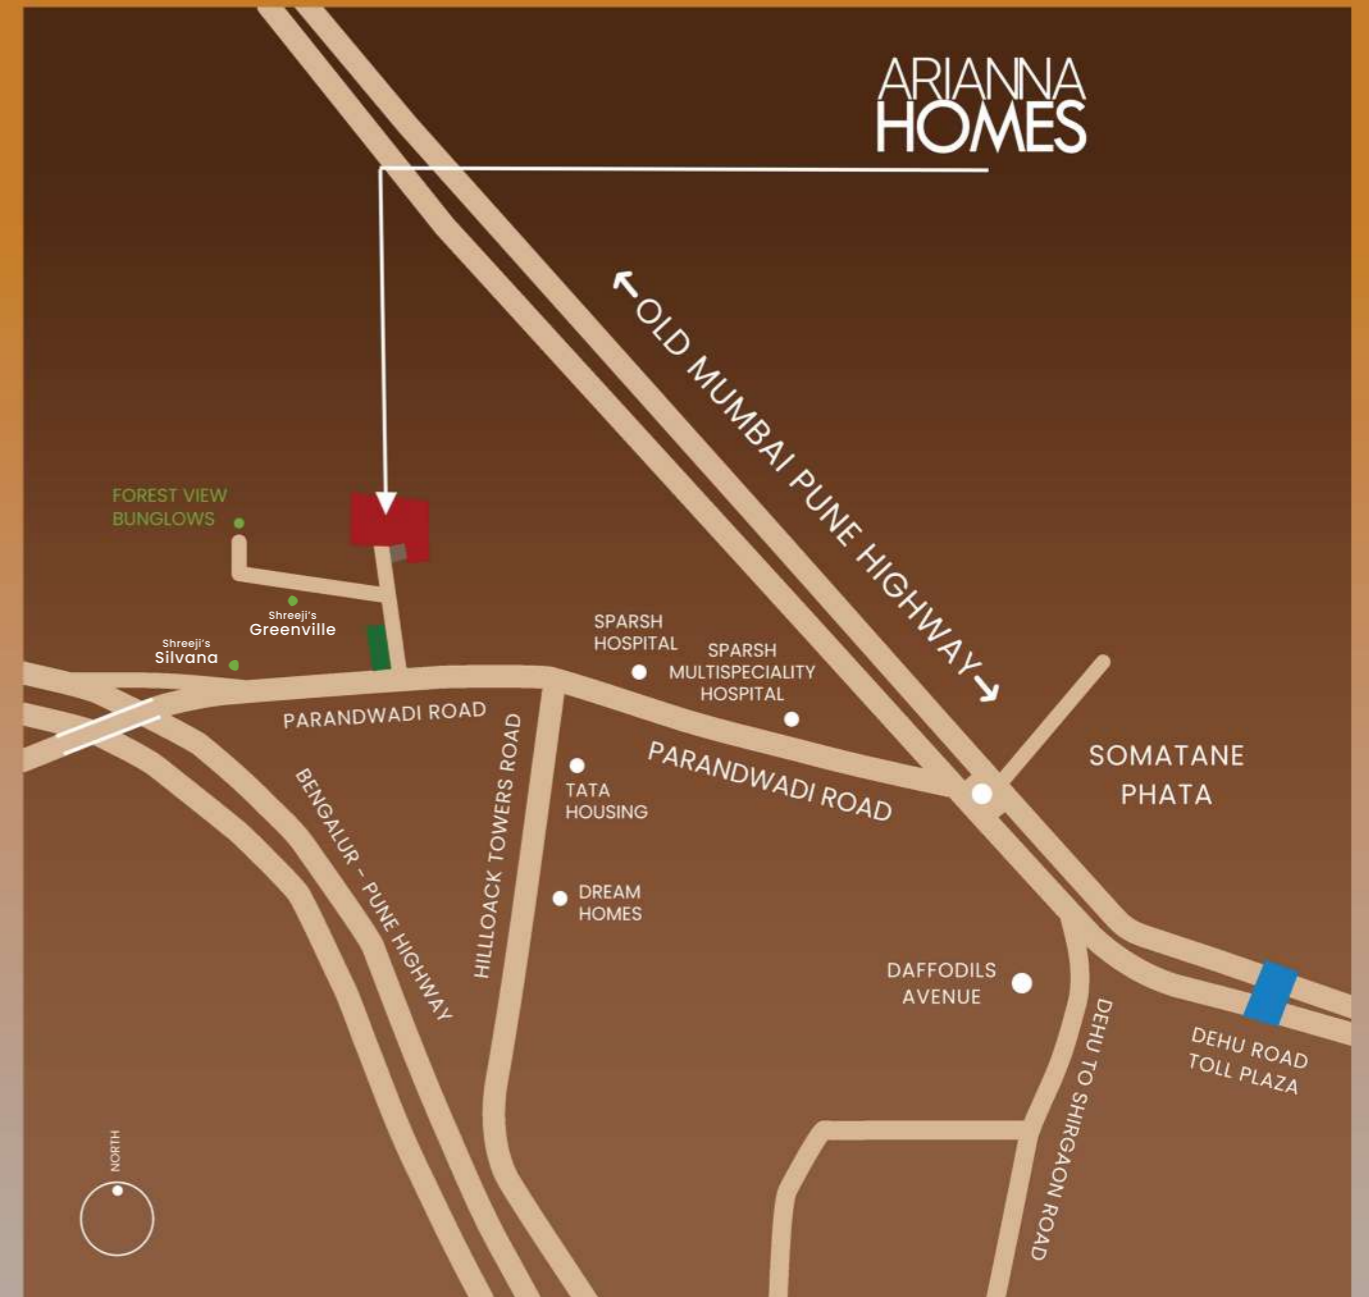 ARIANNA
HOMES
OLD MUMBAI PUNE HIGHWAY
FOREST VIEW
BUNGLOWS
Shreeji's
Greenville
Shreeji's
Silvana
SPARSH
HOSPITAL
SPARSH
MULTISPECIALITY
HOSPITAL
PARANDWADI ROAD
PARANDWADI ROAD
SOMATANE
PHATA
TATA
HOUSING
HILLLOACK TOWERS ROAD
BENGALUR - PUNE HIGHWAY
DREAM
HOMES
DAFFODILS
AVENUE
DEHU TO SHIRGAON ROAD
DEHU ROAD
TOLL PLAZA
NORTH